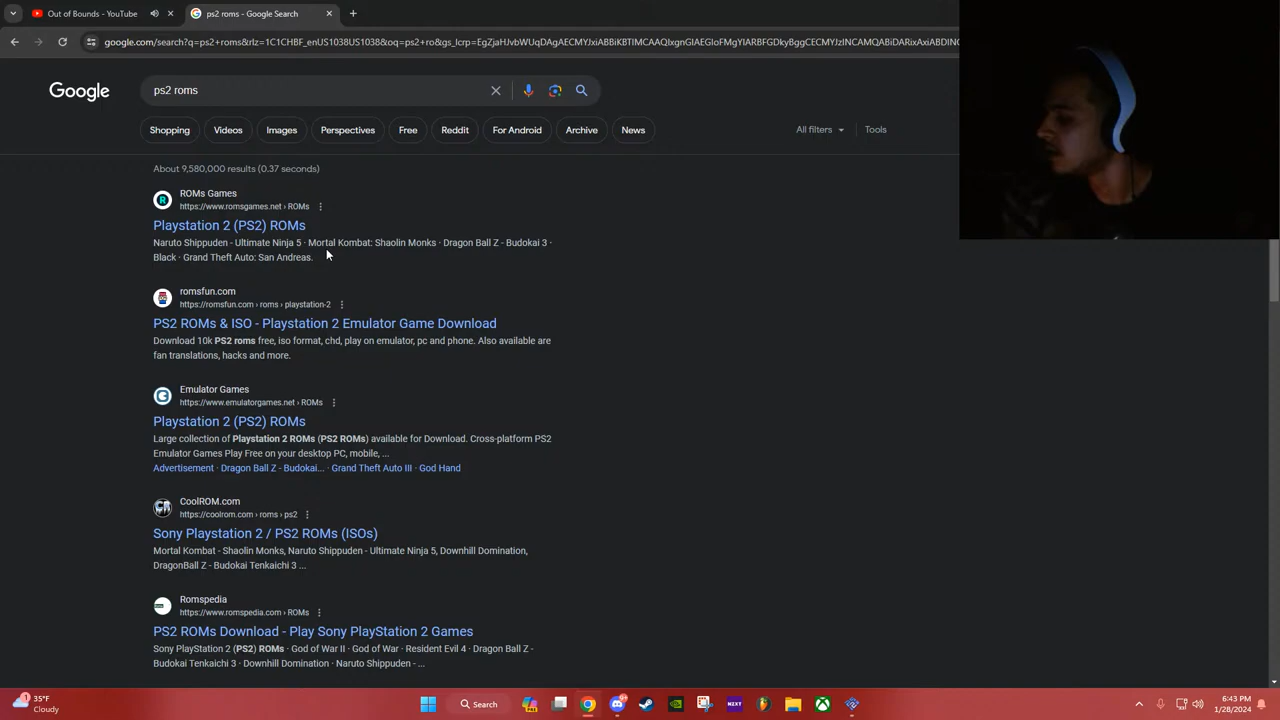 Out of Bounds - YouTube
ps2 roms - Google Search
google.com/search?q=ps2+roms&rlz=1C1CHBF_enUS1038US1038&oq=ps2+ro&gs_lcrp=
Google
ps2 roms
Shopping
Videos
Images
Perspectives
Free
Reddit
For Android
Archive
News
All filters
Tools
About 9,580,000 results (0.37 seconds)
ROMs Games
https://www.romsgames.net › ROMs
Playstation 2 (PS2) ROMs
Naruto Shippuden - Ultimate Ninja 5 · Mortal Kombat: Shaolin Monks · Dragon Ball Z - Budokai 3 ·
Black · Grand Theft Auto: San Andreas.
romsfun.com
https://romsfun.com › roms › playstation-2
PS2 ROMs & ISO - Playstation 2 Emulator Game Download
Download 10k PS2 roms free, iso format, chd, play on emulator, pc and phone. Also available are
fan translations, hacks and more.
Emulator Games
https://www.emulatorgames.net › ROMs
Playstation 2 (PS2) ROMs
Large collection of Playstation 2 ROMs (PS2 ROMs) available for Download. Cross-platform PS2
Emulator Games Play Free on your desktop PC, mobile, ...
Advertisement · Dragon Ball Z - Budokai... · Grand Theft Auto III · God Hand
CoolROM.com
https://coolrom.com › roms › ps2
Sony Playstation 2 / PS2 ROMs (ISOs)
Mortal Kombat - Shaolin Monks, Naruto Shippuden - Ultimate Ninja 5, Downhill Domination,
DragonBall Z - Budokai Tenkaichi 3 ...
Romspedia
https://www.romspedia.com › ROMs
PS2 ROMs Download - Play Sony PlayStation 2 Games
Sony PlayStation 2 (PS2) ROMs · God of War II · God of War · Resident Evil 4 · Dragon Ball Z -
Budokai Tenkaichi 3 · Downhill Domination · Naruto Shippuden - ...
1
35°F
Cloudy
Search
NZXT
6:43 PM
1/28/2024